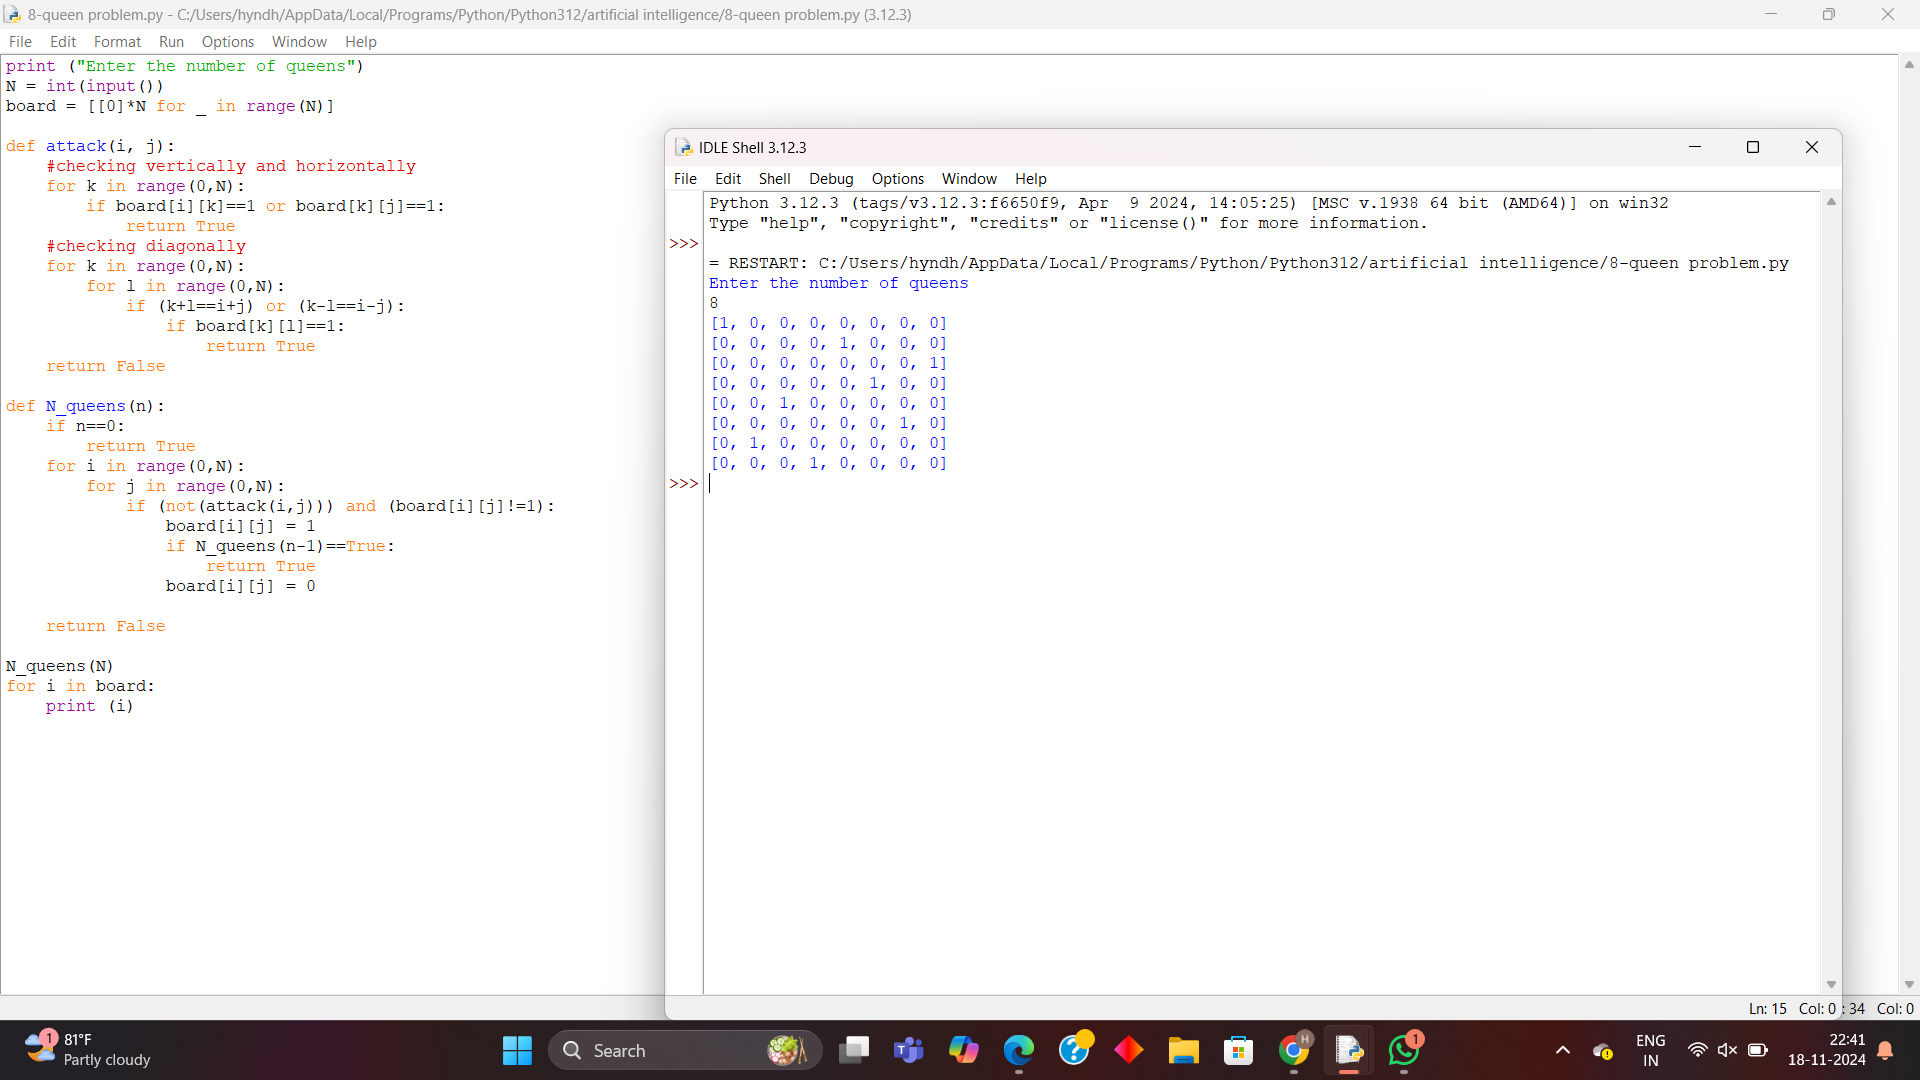 8-queen problem.py - C:/Users/hyndh/AppData/Local/Programs/Python/Python312/artificial intelligence/8-queen problem.py (3.12.3)
File Edit Format Run Options Window Help
print ("Enter the number of queens")
N = int(input())
board = [[0]*N for _ in range(N)]
def attack(i, j):
    #checking vertically and horizontally
    for k in range(0,N):
        if board[i][k]==1 or board[k][j]==1:
            return True
    #checking diagonally
    for k in range(0,N):
        for l in range(0,N):
            if (k+l==i+j) or (k-l==i-j):
                if board[k][l]==1:
                    return True
    return False
def N_queens(n):
    if n==0:
        return True
    for i in range(0,N):
        for j in range(0,N):
            if (not(attack(i,j))) and (board[i][j]!=1):
                board[i][j] = 1
                if N_queens(n-1)==True:
                    return True
                board[i][j] = 0
    return False
N_queens(N)
for i in board:
    print (i)
IDLE Shell 3.12.3
File Edit Shell Debug Options Window Help
Python 3.12.3 (tags/v3.12.3:f6650f9, Apr  9 2024, 14:05:25) [MSC v.1938 64 bit (AMD64)] on win32
Type "help", "copyright", "credits" or "license()" for more information.
>>>
= RESTART: C:/Users/hyndh/AppData/Local/Programs/Python/Python312/artificial intelligence/8-queen problem.py
Enter the number of queens
8
[1, 0, 0, 0, 0, 0, 0, 0]
[0, 0, 0, 0, 1, 0, 0, 0]
[0, 0, 0, 0, 0, 0, 0, 1]
[0, 0, 0, 0, 0, 1, 0, 0]
[0, 0, 1, 0, 0, 0, 0, 0]
[0, 0, 0, 0, 0, 0, 1, 0]
[0, 1, 0, 0, 0, 0, 0, 0]
[0, 0, 0, 1, 0, 0, 0, 0]
>>>
Ln: 15 Col: 0 : 34 Col: 0
1
81°F
Partly cloudy
Search
H
1
ENG
IN
22:41
18-11-2024